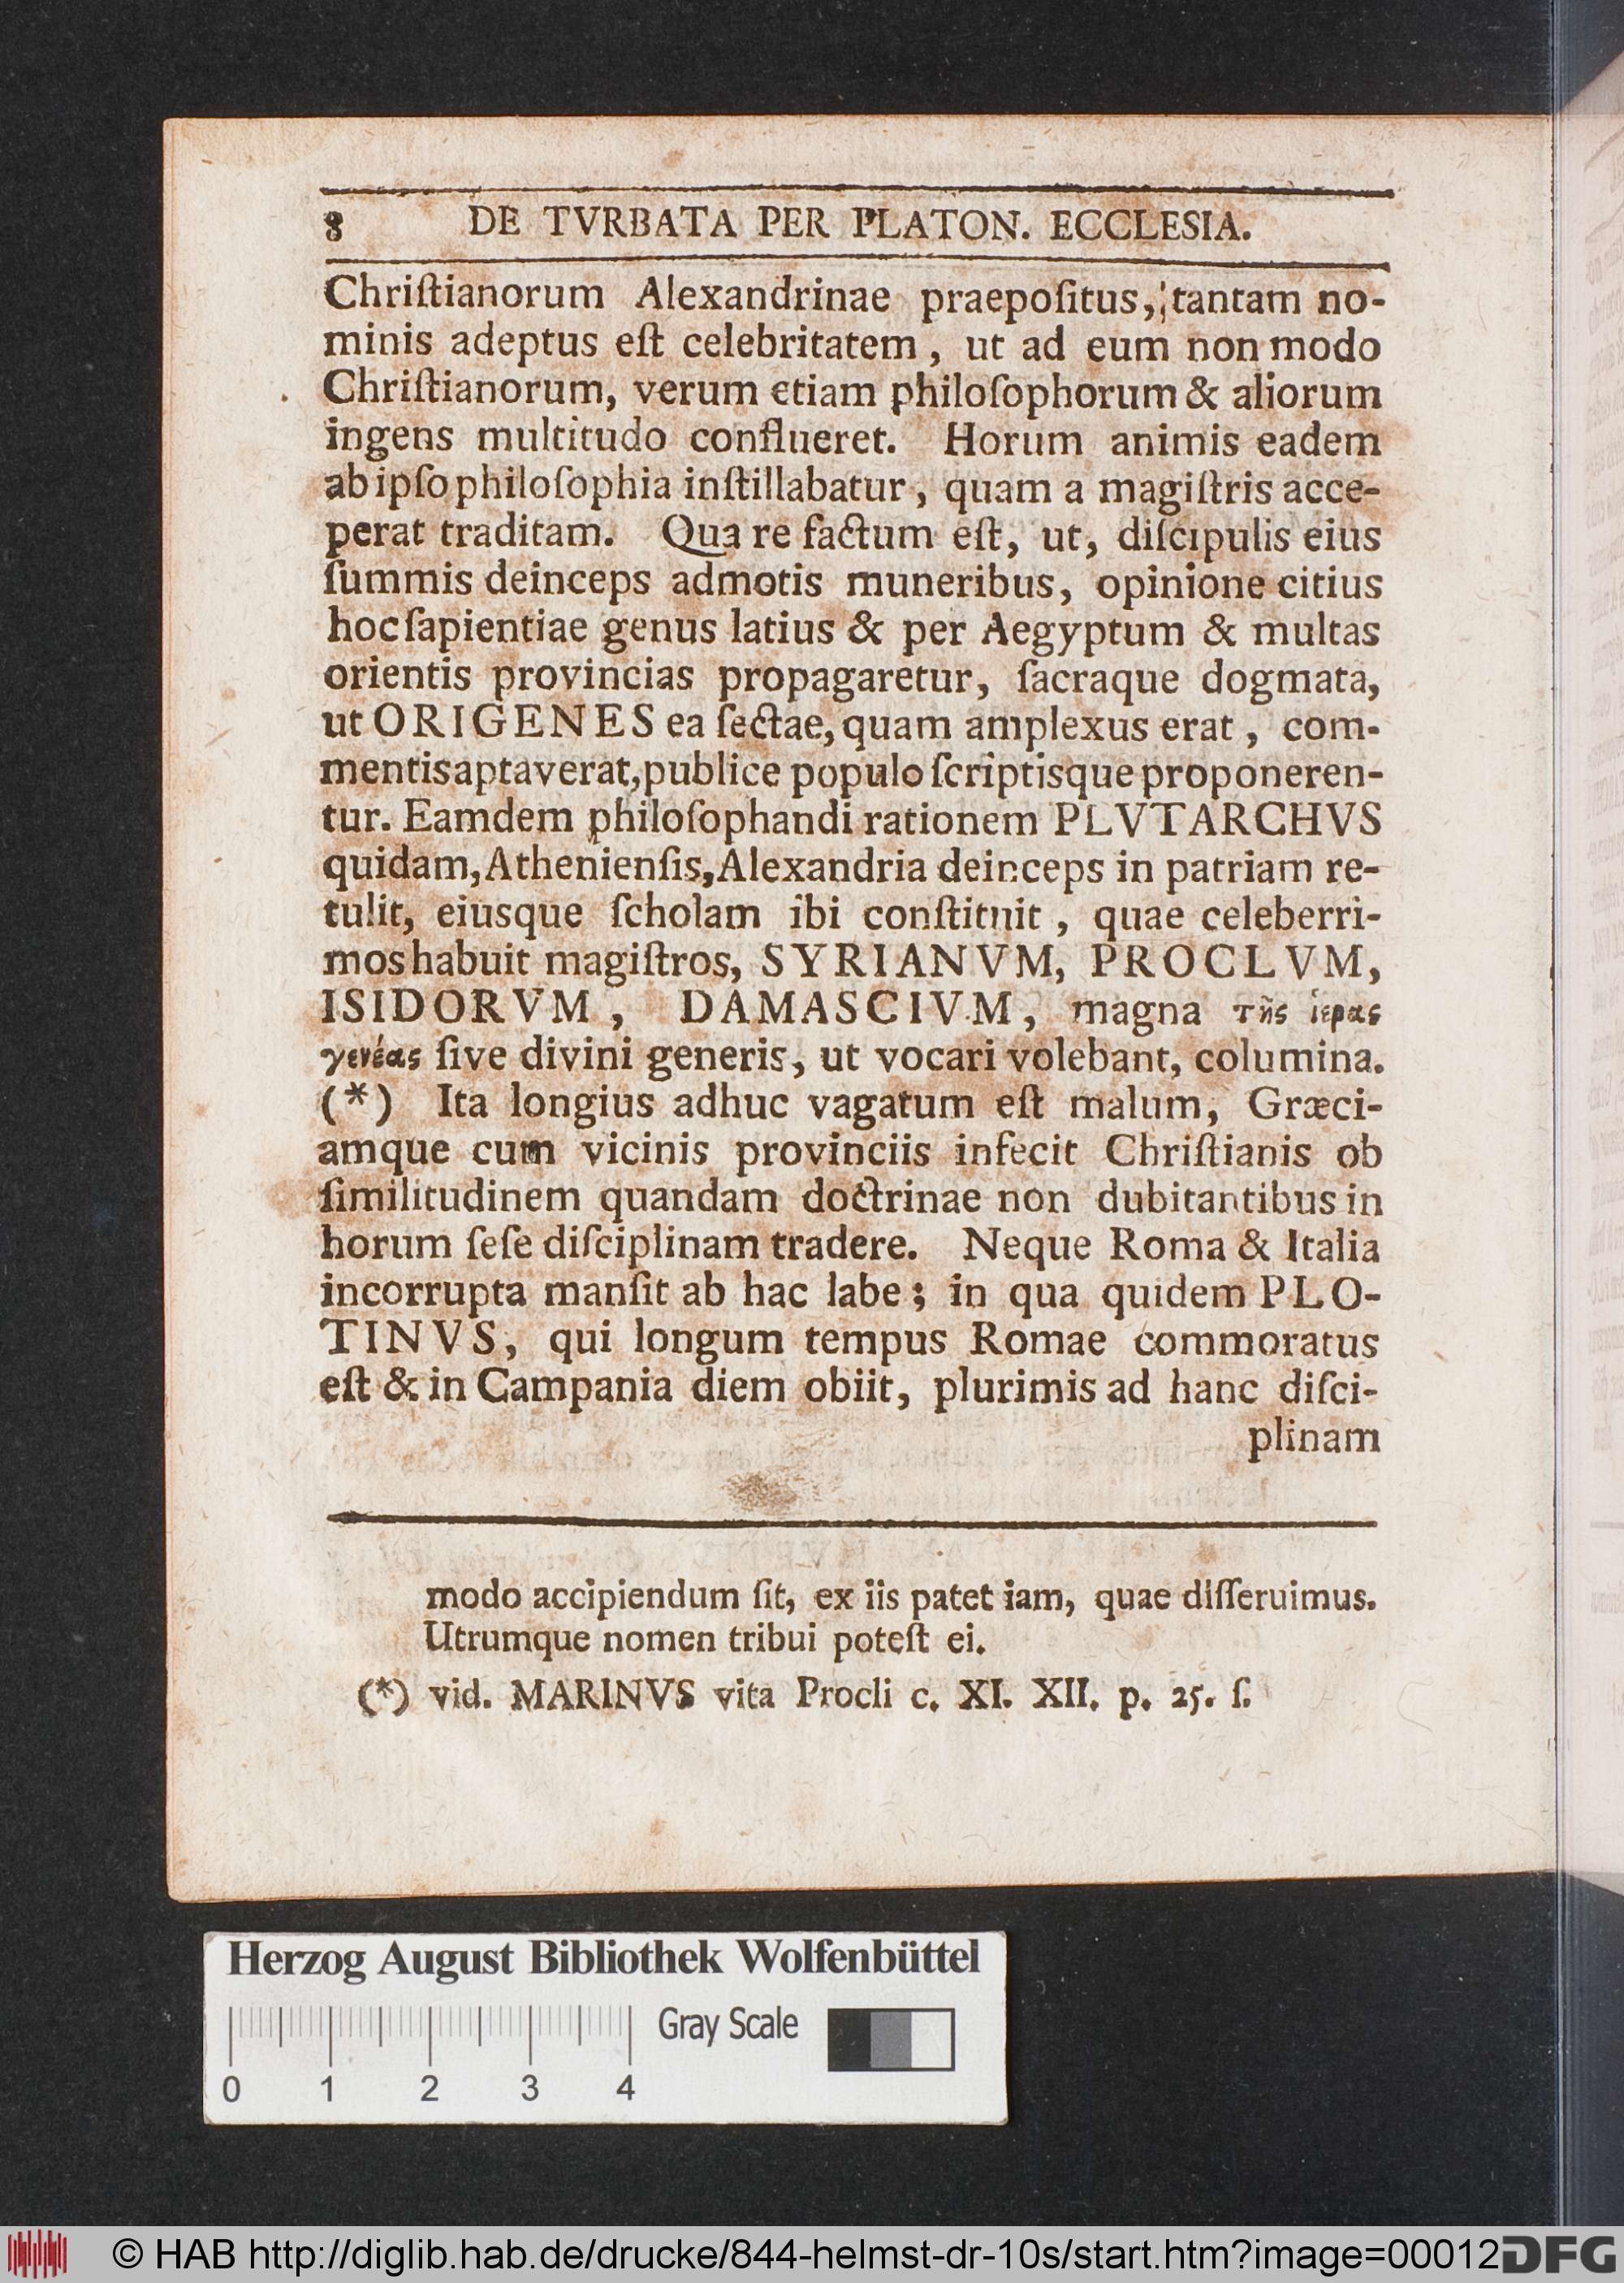 8 DE TVRBATA PER PLATON. ECCLESIA.
Chriſtianorum Alexandrinae praepoſitus, tantam no-
minis adeptus eſt celebritatem, ut ad eum non modo
Chriſtianorum, verum etiam philoſophorum & aliorum
ingens multitudo conflueret. Horum animis eadem
ab ipſo philoſophia inſtillabatur, quam a magiſtris acce-
perat traditam. Qua re factum eſt, ut, diſcipulis eius
ſummis deinceps admotis muneribus, opinione citius
hoc ſapientiae genus latius & per Aegyptum & multas
orientis provincias propagaretur, ſacraque dogmata,
ut ORIGENES ea ſectae, quam amplexus erat, com-
mentis aptaverat, publice populo ſcriptisque proponeren-
tur. Eamdem philoſophandi rationem PLVTARCHVS
quidam, Athenienſis, Alexandria deinceps in patriam re-
tulit, eiusque ſcholam ibi conſtituit, quae celeberri-
mos habuit magiſtros, SYRIANVM, PROCLVM,
ISIDORVM, DAMASCIVM, magna τῆς ἱερας
γενέας ſive divini generis, ut vocari volebant, columina.
(*) Ita longius adhuc vagatum eſt malum, Græci-
amque cum vicinis provinciis infecit Chriſtianis ob
ſimilitudinem quandam doctrinae non dubitantibus in
horum ſeſe diſciplinam tradere. Neque Roma & Italia
incorrupta manſit ab hac labe; in qua quidem PLO-
TINVS, qui longum tempus Romae commoratus
eſt & in Campania diem obiit, plurimis ad hanc diſci-
plinam
modo accipiendum ſit, ex iis patet iam, quae diſſeruimus.
Utrumque nomen tribui poteſt ei.
(*) vid. MARINVS vita Procli c. XI. XII. p. 25. ſ.
Herzog August Bibliothek Wolfenbüttel
Gray Scale
0 1 2 3 4
© HAB http://diglib.hab.de/drucke/844-helmst-dr-10s/start.htm?image=00012
DFG